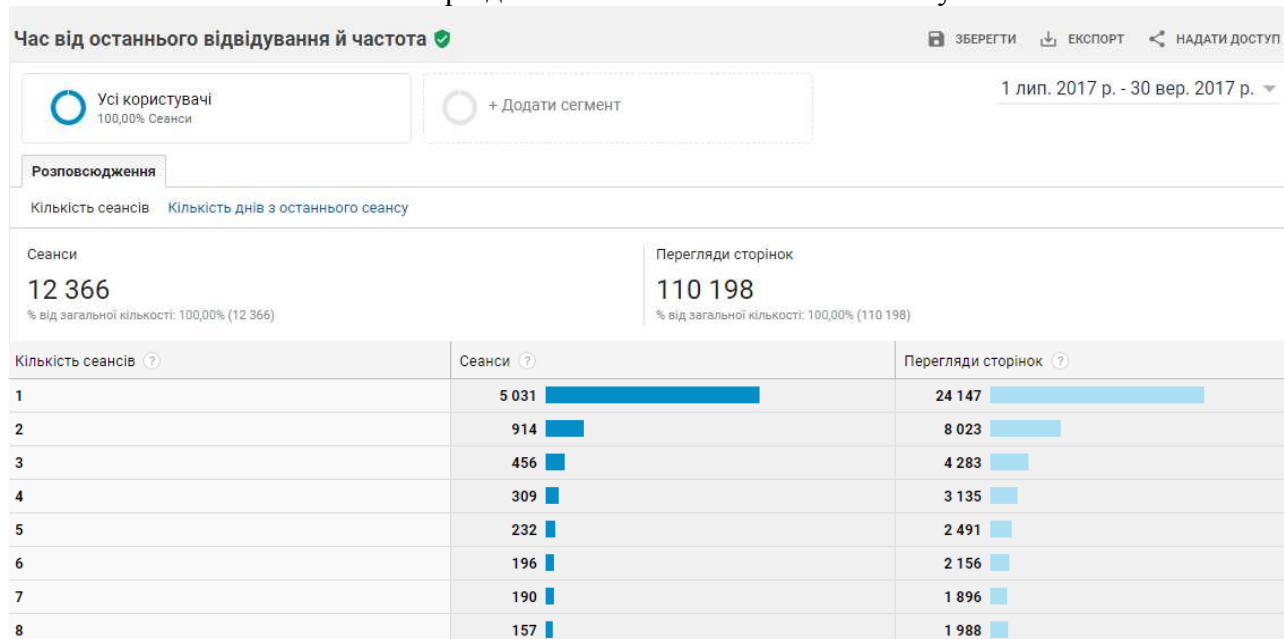 Час від останнього відвідування й частота
ЗБЕРЕГТИ ЕКСПОРТ НАДАТИ ДОСТУП
Усі користувачі
100,00% Сеанси
+ Додати сегмент
1 лип. 2017 р. - 30 вер. 2017 р.
Розповсюдження
Кількість сеансів Кількість днів з останнього сеансу
Сеанси
12 366
% від загальної кількості: 100,00% (12 366)
Перегляди сторінок
110 198
% від загальної кількості: 100,00% (110 198)
Кількість сеансів ? Сеанси ? Перегляди сторінок ?
1 5 031 24 147
2 914 8 023
3 456 4 283
4 309 3 135
5 232 2 491
6 196 2 156
7 190 1 896
8 157 1 988